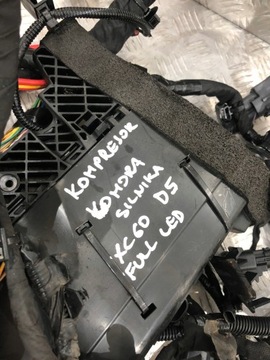 KOMPRESOR
KOMORA
SILNIKA
XC60 D5
FULL LED